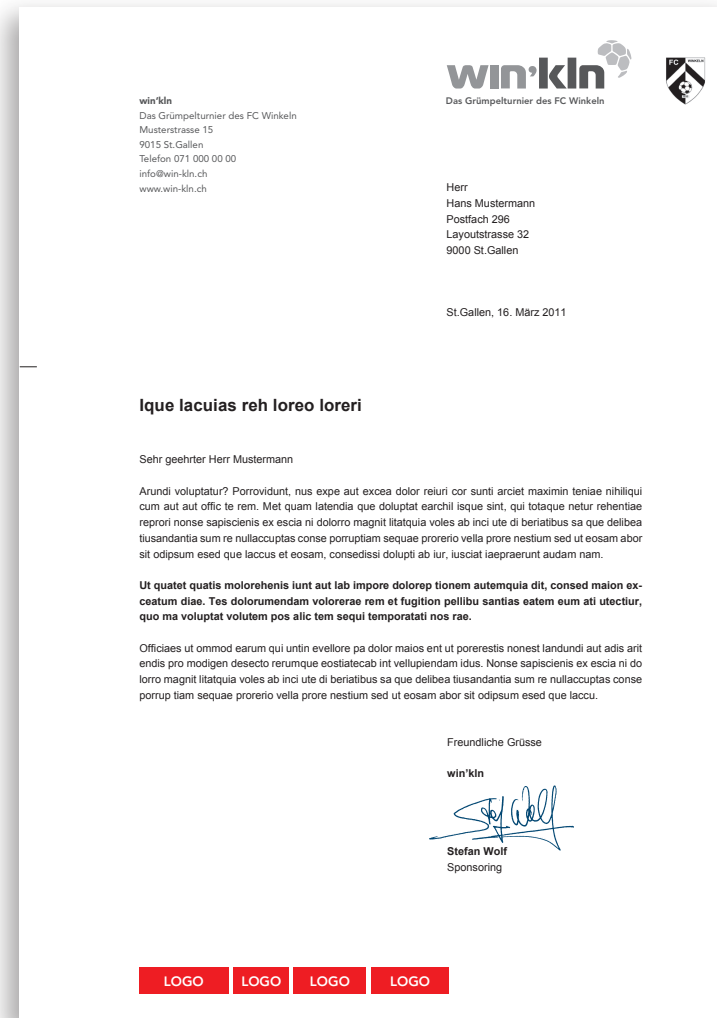 win’kln
Das Grümpelturnier des FC Winkeln
FC WINKELN
win’kln
Das Grümpelturnier des FC Winkeln
Musterstrasse 15
9015 St.Gallen
Telefon 071 000 00 00
info@win-kln.ch
www.win-kln.ch
Herr
Hans Mustermann
Postfach 296
Layoutstrasse 32
9000 St.Gallen
St.Gallen, 16. März 2011
Ique lacuias reh loreo loreri
Sehr geehrter Herr Mustermann
Arundi voluptatur? Porrovidunt, nus expe aut excea dolor reiuri cor sunti arciet maximin teniae nihiliqui
cum aut aut offic te rem. Met quam latendia que doluptat earchil isque sint, qui totaque netur rehentiae
reprori nonse sapiscienis ex escia ni dolorro magnit litatquia voles ab inci ute di beriatibus sa que delibea
tiusandantia sum re nullaccuptas conse porruptiam sequae prorerio vella prore nestium sed ut eosam abor
sit odipsum esed que laccus et eosam, consedissi dolupti ab iur, iusciat iaepraerunt audam nam.
Ut quatet quatis molorehenis iunt aut lab impore dolorep tionem autemquia dit, consed maion ex-
ceatum diae. Tes dolorumendam volorerae rem et fugition pellibu santias eatem eum ati utectiur,
quo ma voluptat volutem pos alic tem sequi temporatati nos rae.
Officiaes ut ommod earum qui untin evellore pa dolor maios ent ut porerestis nonest landundi aut adis arit
endis pro modigen desecto rerumque eostiatecab int vellupiendam idus. Nonse sapiscienis ex escia ni do
lorro magnit litatquia voles ab inci ute di beriatibus sa que delibea tiusandantia sum re nullaccuptas conse
porrup tiam sequae prorerio vella prore nestium sed ut eosam abor sit odipsum esed que laccu.
Freundliche Grüsse
win’kln
Stef Wolf
Stefan Wolf
Sponsoring
LOGO LOGO LOGO LOGO